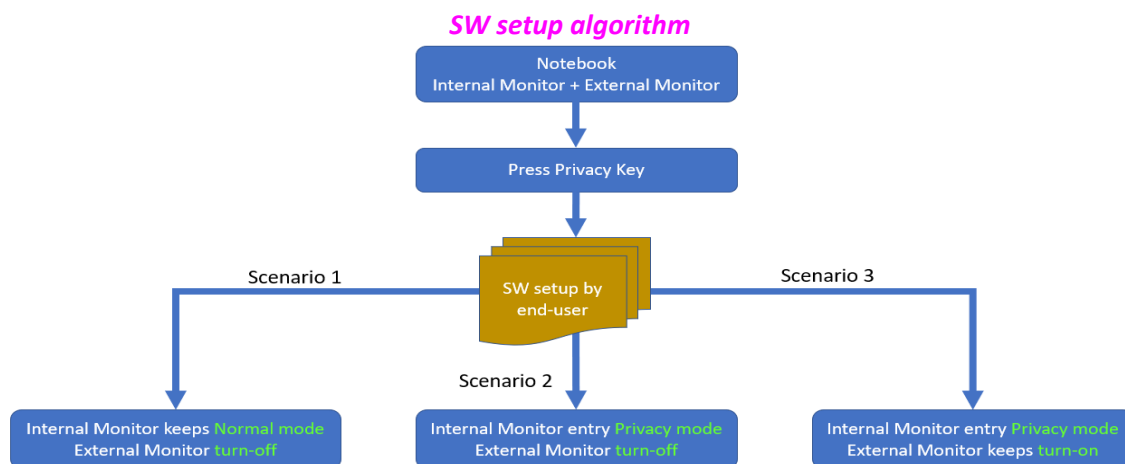 SW setup algorithm
Notebook
Internal Monitor + External Monitor
Press Privacy Key
Scenario 1
SW setup by
end-user
Scenario 3
Scenario 2
Internal Monitor keeps Normal mode
External Monitor turn-off
Internal Monitor entry Privacy mode
External Monitor turn-off
Internal Monitor entry Privacy mode
External Monitor keeps turn-on